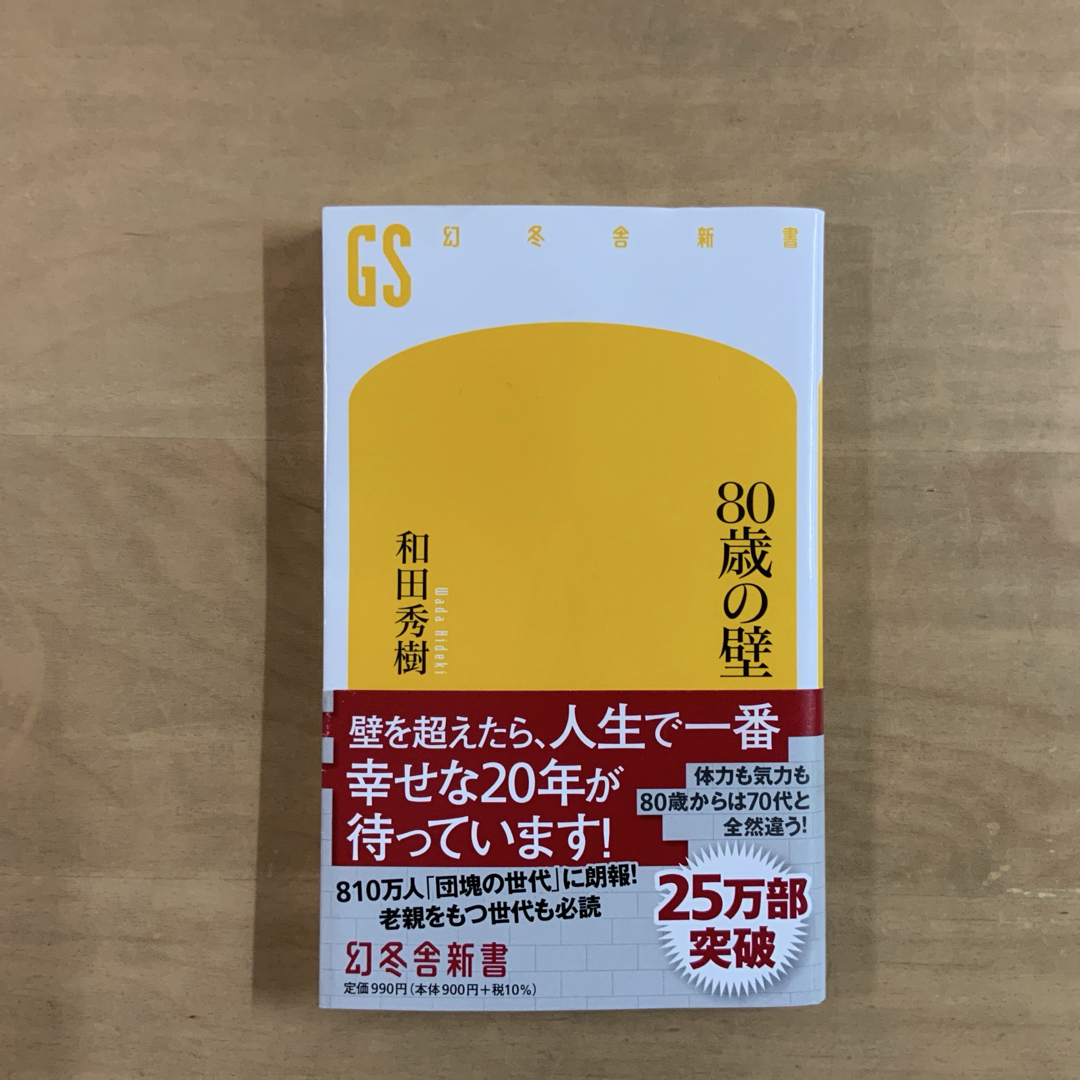 GS
幻冬舎新書
80歳の壁
和田秀樹
Wada Hideki
壁を超えたら、人生で一番
幸せな20年が
待っています!
体力も気力も
80歳からは70代と
全然違う!
810万人「団塊の世代」に朗報!
老親をもつ世代も必読
25万部
突破
幻冬舎新書
定価990円(本体900円+税10%)